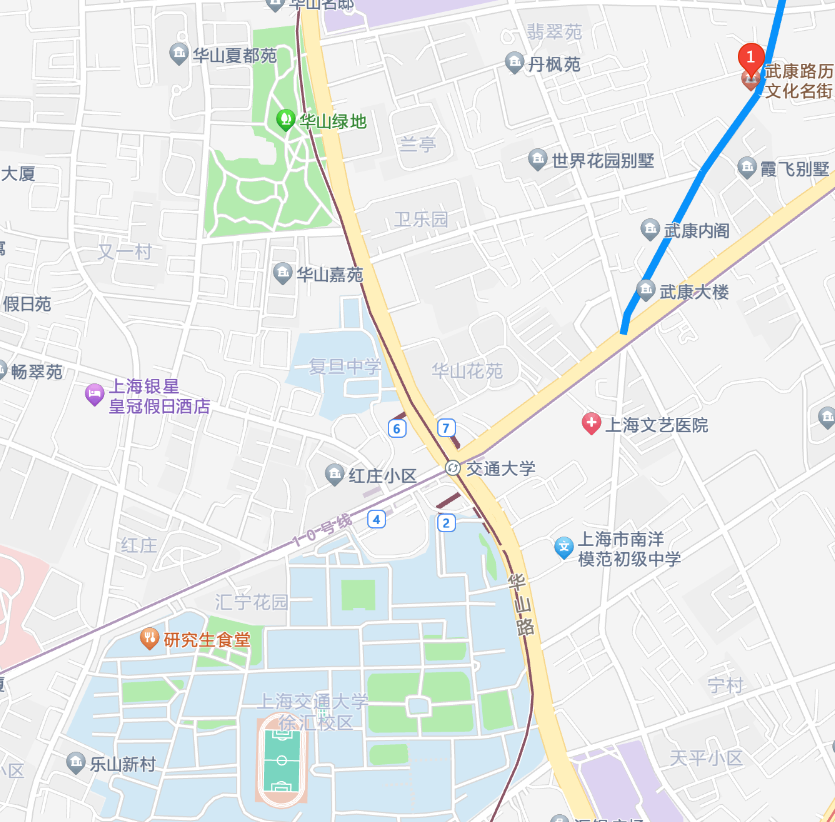 华山名邸
翡翠苑
华山夏都苑
丹枫苑
1
武康路历
文化名街
华山绿地
兰亭
世界花园别墅
霞飞别墅
大厦
卫乐园
武康内阁
又一村
华山嘉苑
武康大楼
假日苑
复旦中学
华山花苑
畅翠苑
上海银星
皇冠假日酒店
6
7
上海文艺医院
交通大学
红庄小区
4
2
10号线
红庄
上海市南洋
模范初级中学
华山路
汇宁花园
研究生食堂
宁村
上海交通大学
徐汇校区
天平小区
乐山新村
小区